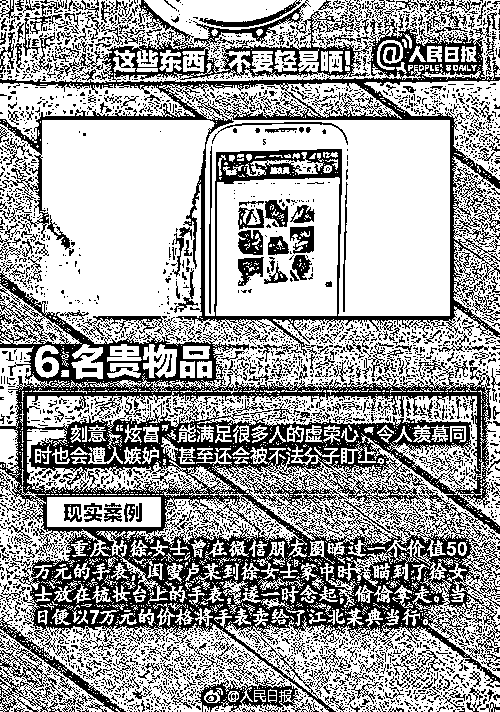 这些东西，不要轻易晒！
@人民日报
PEOPLE'S DAILY
6.名贵物品
刻意“炫富”能满足很多人的虚荣心，令人羡慕同
时也会遭人嫉妒，甚至还会被不法分子盯上。
现实案例
重庆的徐女士曾在微信朋友圈晒过一个价值50
万元的手表，闺蜜卢某到徐女士家中时，瞄到了徐女
士放在梳妆台上的手表，遂一时念起，偷偷拿走，当
日便以7万元的价格将手表卖给了江北某典当行。
@人民日报